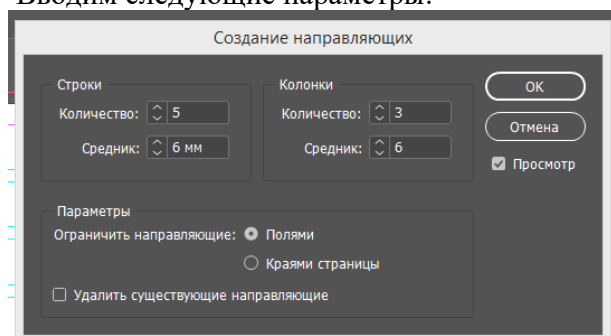 Вводим следующие параметры:
Создание направляющих
Строки
Количество: 5
Средник: 6 мм
Колонки
Количество: 3
Средник: 6
OK
Отмена
Просмотр
Параметры
Ограничить направляющие: Полями
Краями страницы
Удалить существующие направляющие